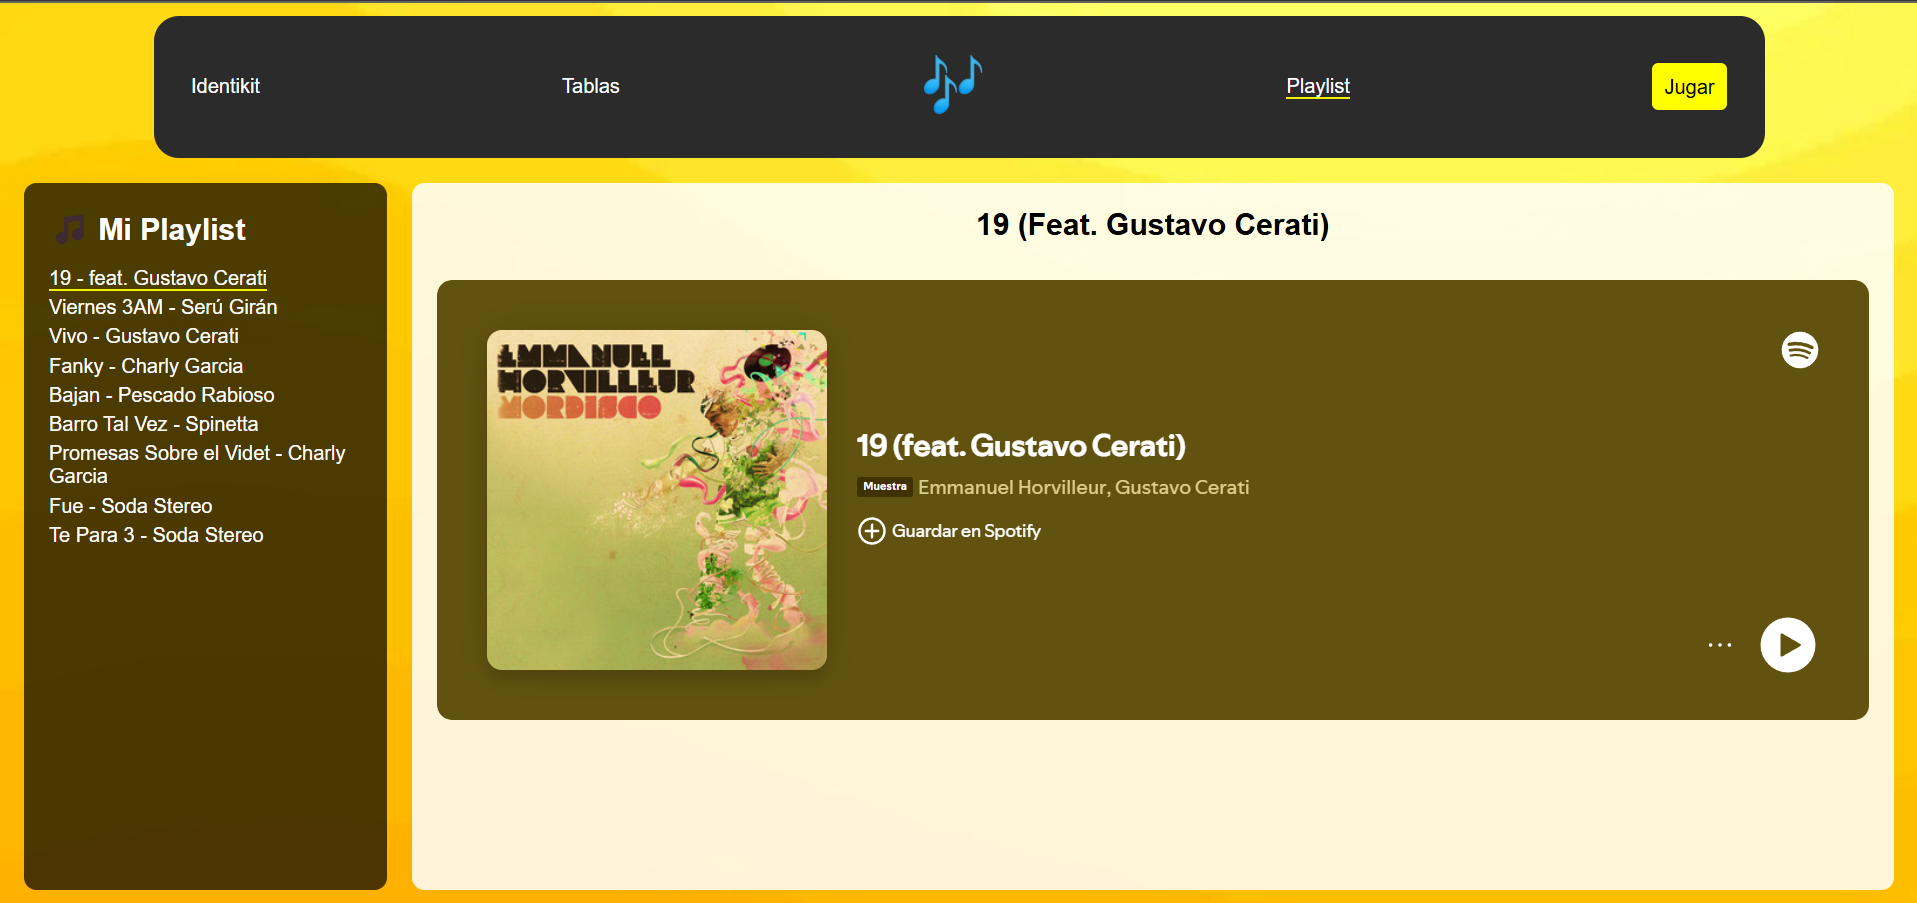 Identikit
Tablas
Playlist
Jugar
Mi Playlist
19 - feat. Gustavo Cerati
Viernes 3AM - Serú Girán
Vivo - Gustavo Cerati
Fanky - Charly Garcia
Bajan - Pescado Rabioso
Barro Tal Vez - Spinetta
Promesas Sobre el Videt - Charly
Garcia
Fue - Soda Stereo
Te Para 3 - Soda Stereo
19 (Feat. Gustavo Cerati)
EMMANUEL
HORVILLEUR
MORDISCO
19 (feat. Gustavo Cerati)
Muestra Emmanuel Horvilleur, Gustavo Cerati
Guardar en Spotify